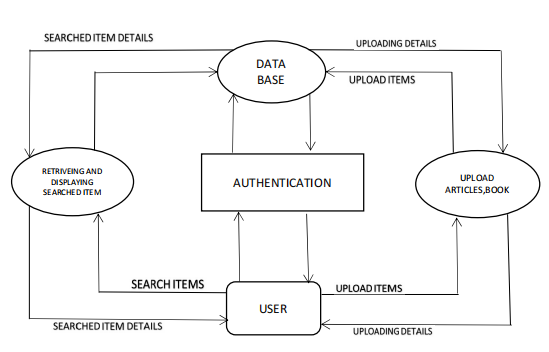 SEARCHED ITEM DETAILS
UPLOADING DETAILS
DATA
BASE
UPLOAD ITEMS
RETRIVEING AND
DISPLAYING
SEARCHED ITEM
AUTHENTICATION
UPLOAD
ARTICLES,BOOK
SEARCH ITEMS
UPLOAD ITEMS
USER
SEARCHED ITEM DETAILS
UPLOADING DETAILS